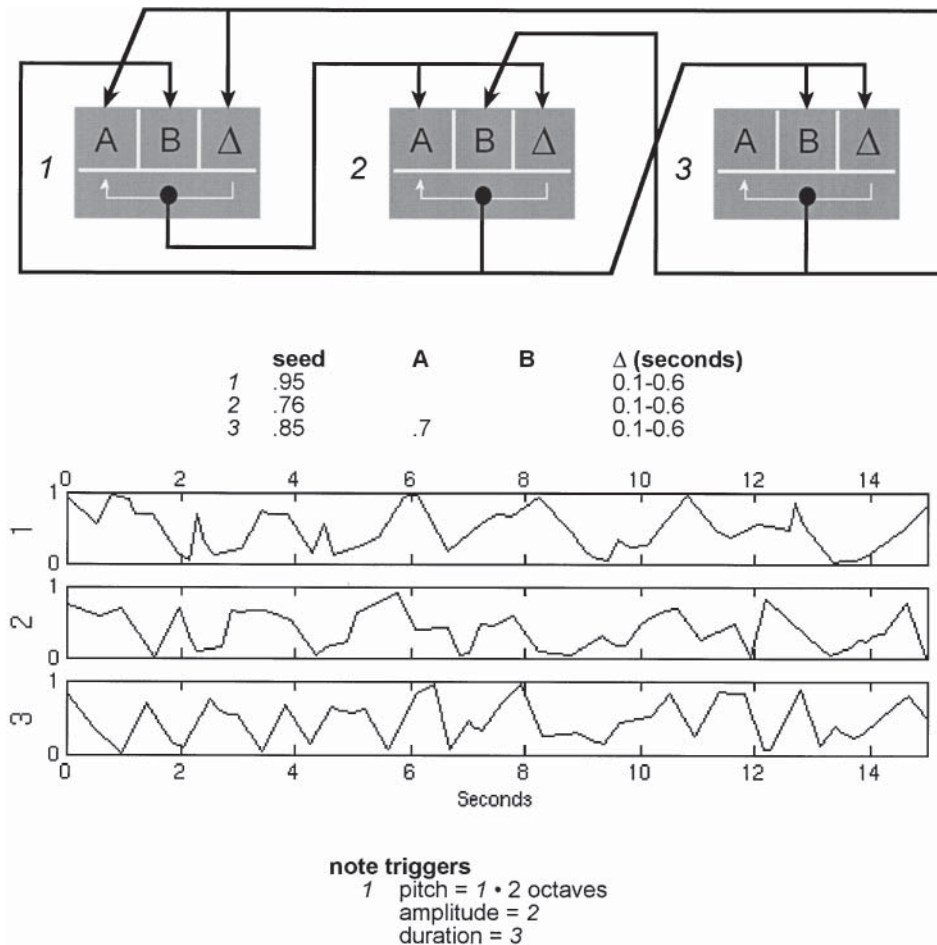 A B Δ
A B Δ
A B Δ
1
2
3
seed A B Δ (seconds)
1 .95 0.1-0.6
2 .76 0.1-0.6
3 .85 .7 0.1-0.6
0 2 4 6 8 10 12 14
1
1
0
1
2
0
1
3
0
0 2 4 6 8 10 12 14
Seconds
note triggers
1 pitch = 1 • 2 octaves
amplitude = 2
duration = 3